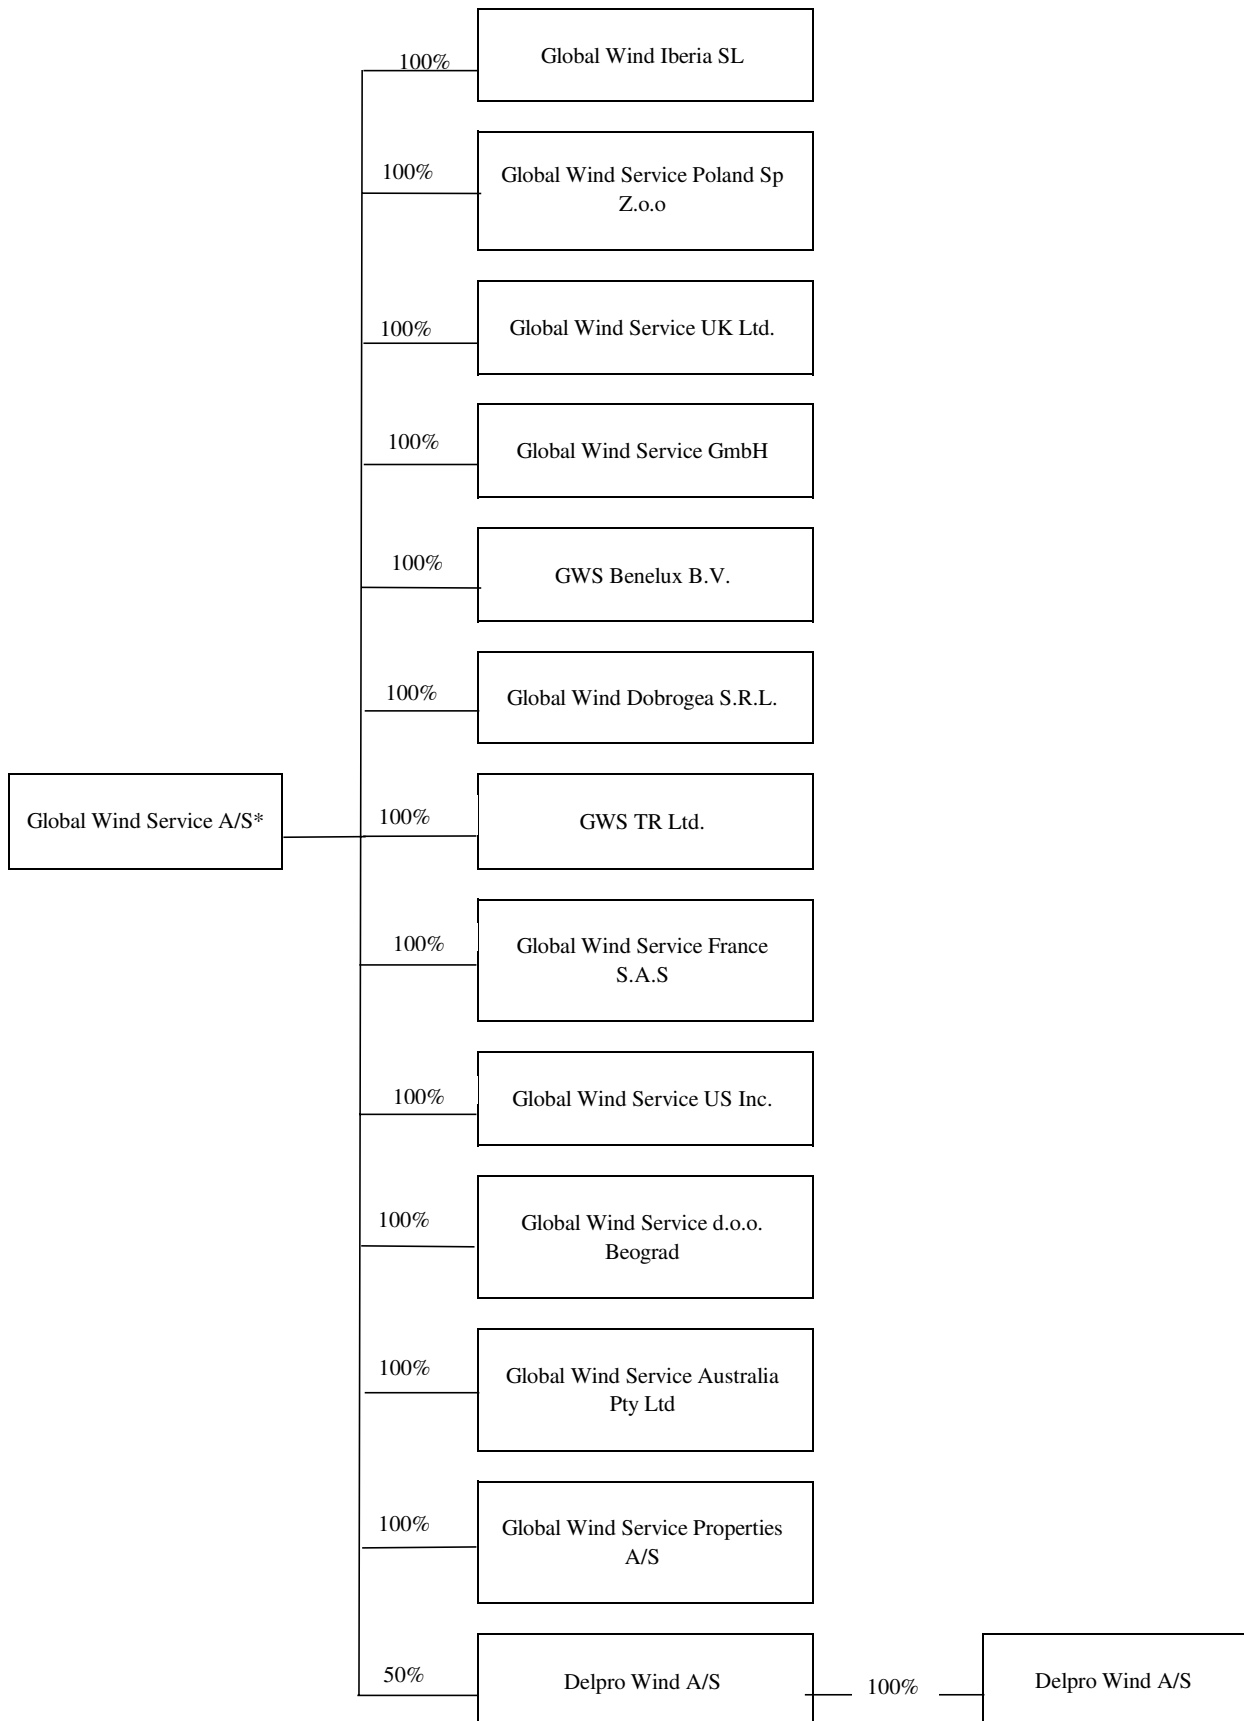 100%
Global Wind Iberia SL
100%
Global Wind Service Poland Sp
Z.o.o
100%
Global Wind Service UK Ltd.
100%
Global Wind Service GmbH
100%
GWS Benelux B.V.
100%
Global Wind Dobrogea S.R.L.
Global Wind Service A/S*
100%
GWS TR Ltd.
100%
Global Wind Service France
S.A.S
100%
Global Wind Service US Inc.
100%
Global Wind Service d.o.o.
Beograd
100%
Global Wind Service Australia
Pty Ltd
100%
Global Wind Service Properties
A/S
50%
Delpro Wind A/S
100%
Delpro Wind A/S